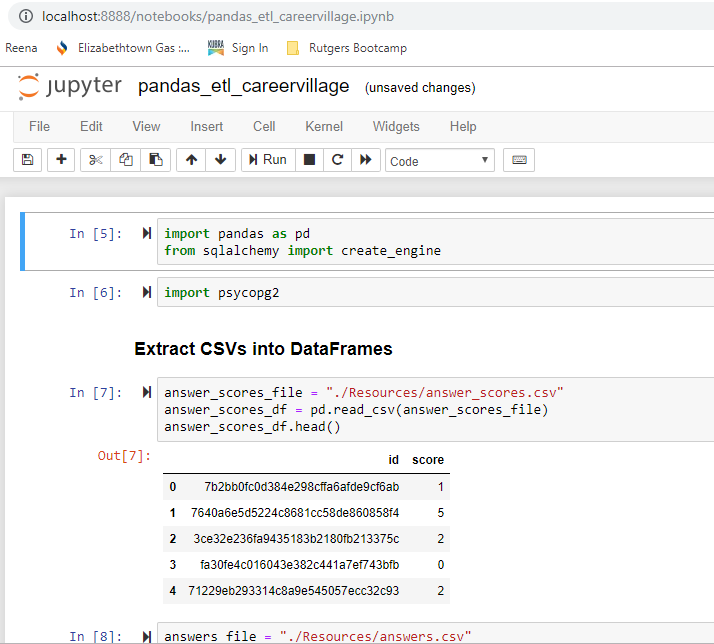 localhost:8888/notebooks/pandas_etl_careervillage.ipynb
Reena Elizabethtown Gas :... KUBRA Sign In Rutgers Bootcamp
jupyter pandas_etl_careervillage (unsaved changes)
File Edit View Insert Cell Kernel Widgets Help
Run Code
In [5]: import pandas as pd
from sqlalchemy import create_engine
In [6]: import psycopg2
Extract CSVs into DataFrames
In [7]: answer_scores_file = "./Resources/answer_scores.csv"
answer_scores_df = pd.read_csv(answer_scores_file)
answer_scores_df.head()
Out[7]:
id score
0 7b2bb0fc0d384e298cffa6afde9cf6ab 1
1 7640a6e5d5224c8681cc58de860858f4 5
2 3ce32e236fa9435183b2180fb213375c 2
3 fa30fe4c016043e382c441a7ef743bfb 0
4 71229eb293314c8a9e545057ecc32c93 2
In [8]: answers_file = "./Resources/answers.csv"